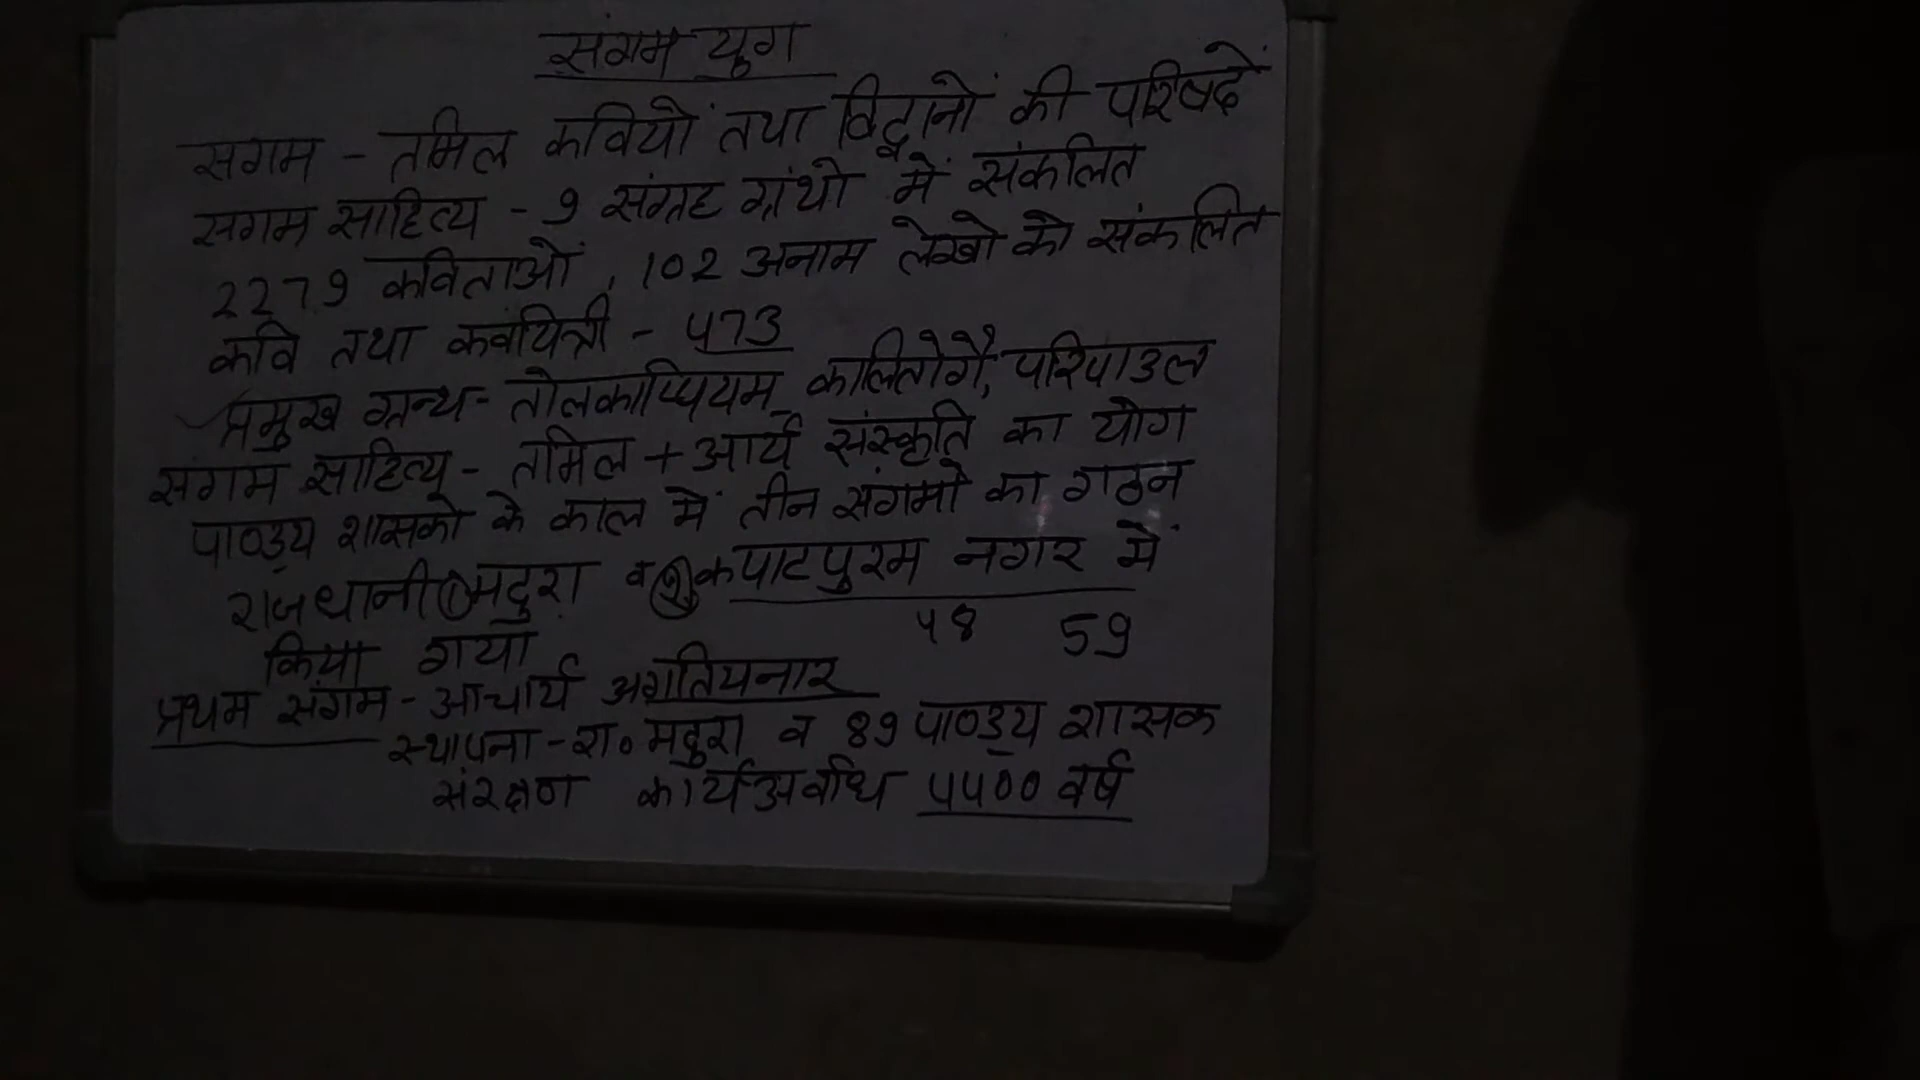 संगम युग
सगम - तमिल कवियों तथा विद्वानों की परिषदें
सगम साहित्य - 9 संग्रह ग्रंथो में संकलित
2279 कविताओं, 102 अनाम लेखो को संकलित
कवि तथा कवयित्री - 473
प्रमुख ग्रन्थ - तोलकाप्पियम, कालितोगै, परिपाडल
सगम साहित्य - तमिल + आर्य संस्कृति का योग
पाण्ड्य शासको के काल में तीन संगमो का गठन
राजधानी ① मदुरा व कपाटपुरम नगर में
48 59
किया गया
प्रथम संगम - आचार्य अगतियनार
स्थापना - रा० मदुरा व 89 पाण्ड्य शासक
संरक्षण कार्यअवधि 4400 वर्ष